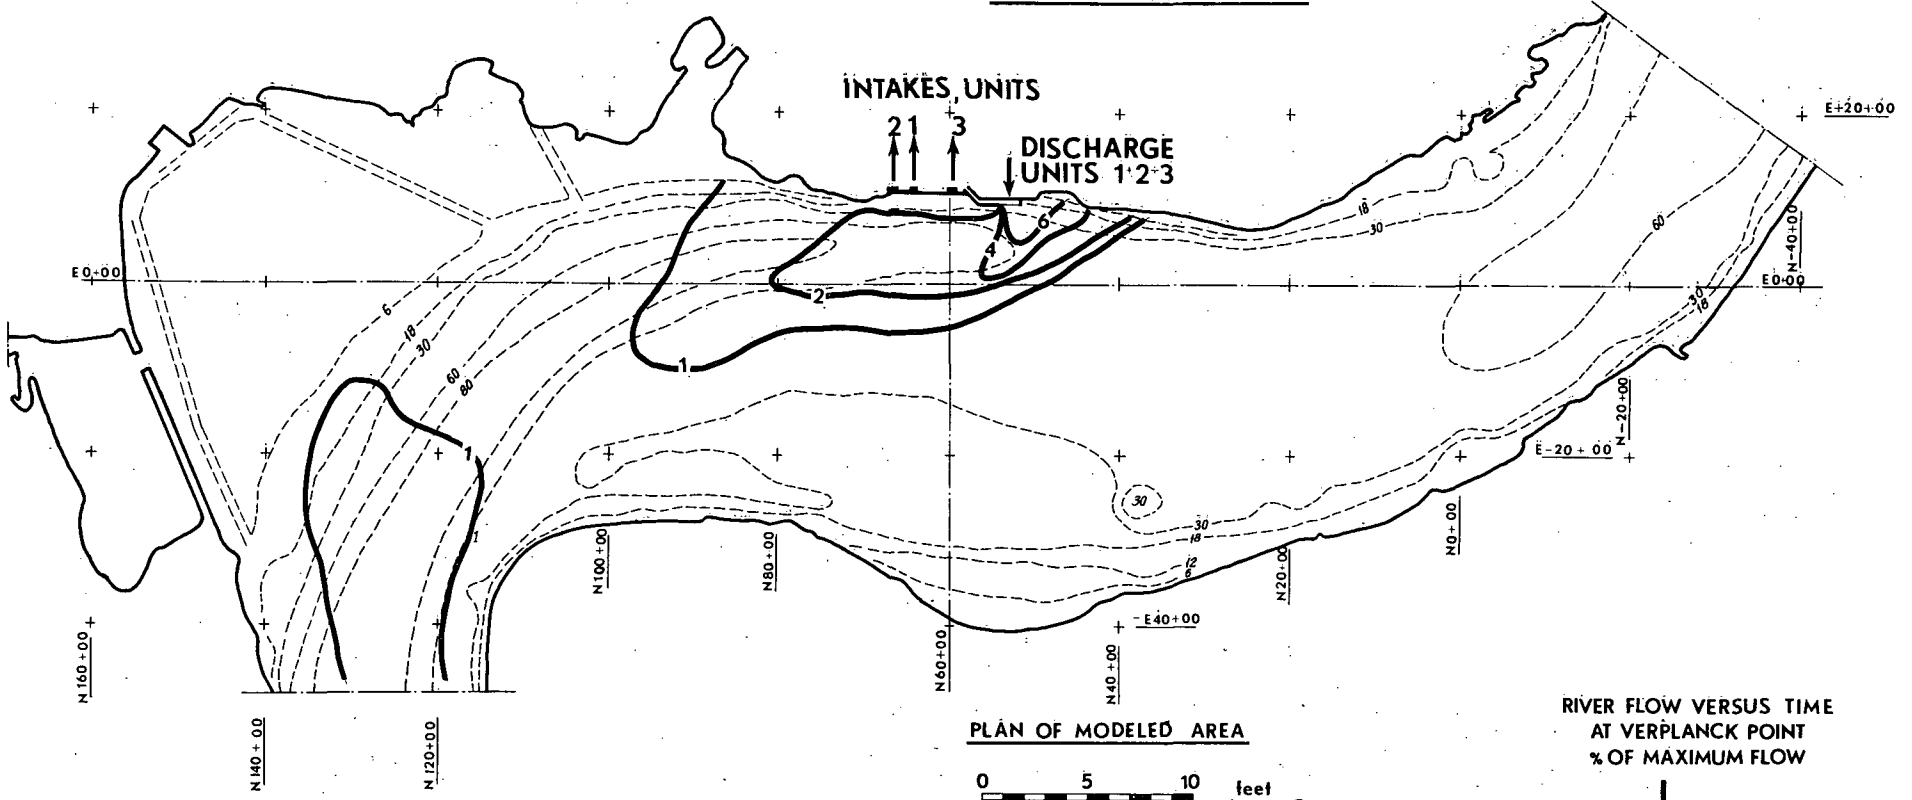 INTAKES, UNITS
2 1 3
DISCHARGE
UNITS 1 2 3
E+20+00
E0+00
E0+00
6
4
2
1
1
1
6
18
30
60
80
18
30
60
30
18
30
30
18
12
6
N-40+00
N-20+00
E-20+00
N0+00
N20+00
N100+00
N80+00
-E40+00
N160+00
N60+00
N40+00
N140+00
N120+00
PLAN OF MODELED AREA
0 5 10 feet
RIVER FLOW VERSUS TIME
AT VERPLANCK POINT
% OF MAXIMUM FLOW